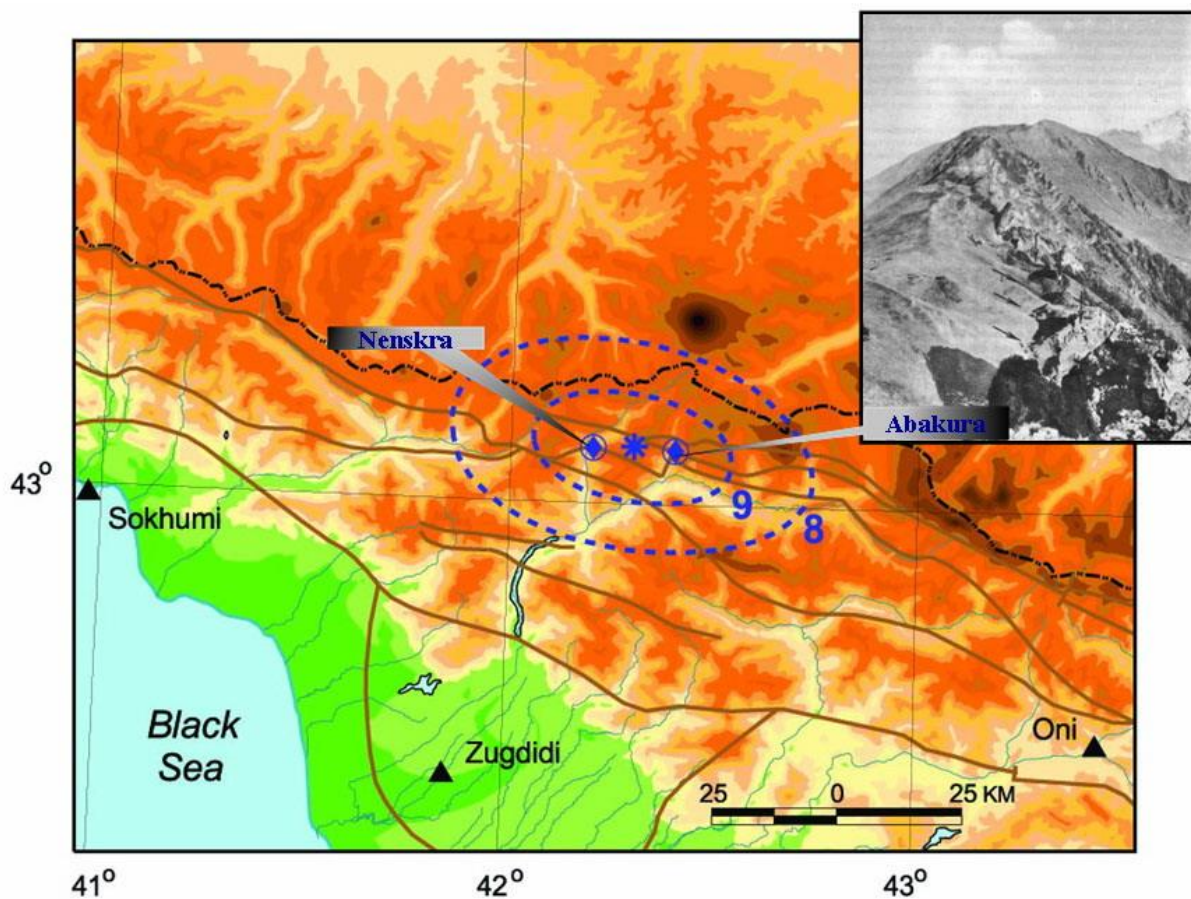 Nenskra
Abakura
43°
Sokhumi
9
8
Black
Sea
Zugdidi
Oni
25 0 25 KM
41°
42°
43°